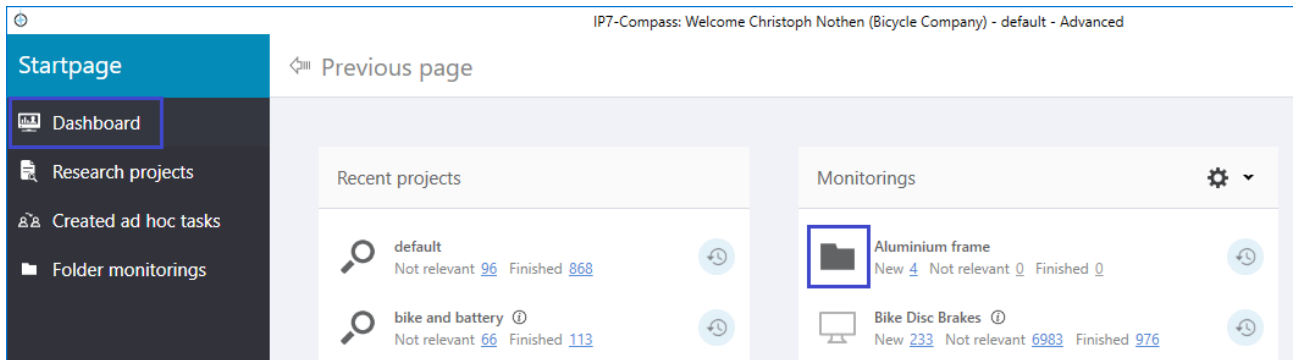 IP7-Compass: Welcome Christoph Nothen (Bicycle Company) - default - Advanced
Startpage
Previous page
Dashboard
Research projects
Created ad hoc tasks
Folder monitorings
Recent projects
default
Not relevant 96 Finished 868
bike and battery
Not relevant 66 Finished 113
Monitorings
Aluminium frame
New 4 Not relevant 0 Finished 0
Bike Disc Brakes
New 233 Not relevant 6983 Finished 976